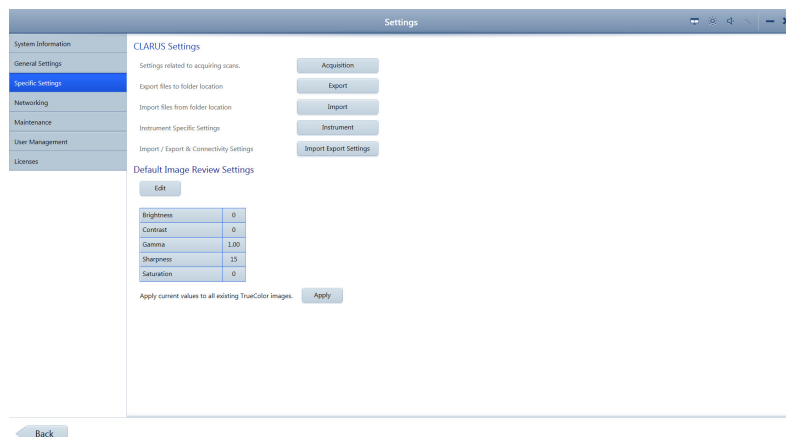 Settings
System Information
General Settings
Specific Settings
Networking
Maintenance
User Management
Licenses
CLARUS Settings
Settings related to acquiring scans. Acquisition
Export files to folder location Export
Import files from folder location Import
Instrument Specific Settings Instrument
Import / Export & Connectivity Settings Import Export Settings
Default Image Review Settings
Edit
Brightness 0
Contrast 0
Gamma 1.00
Sharpness 15
Saturation 0
Apply current values to all existing TrueColor images. Apply
Back